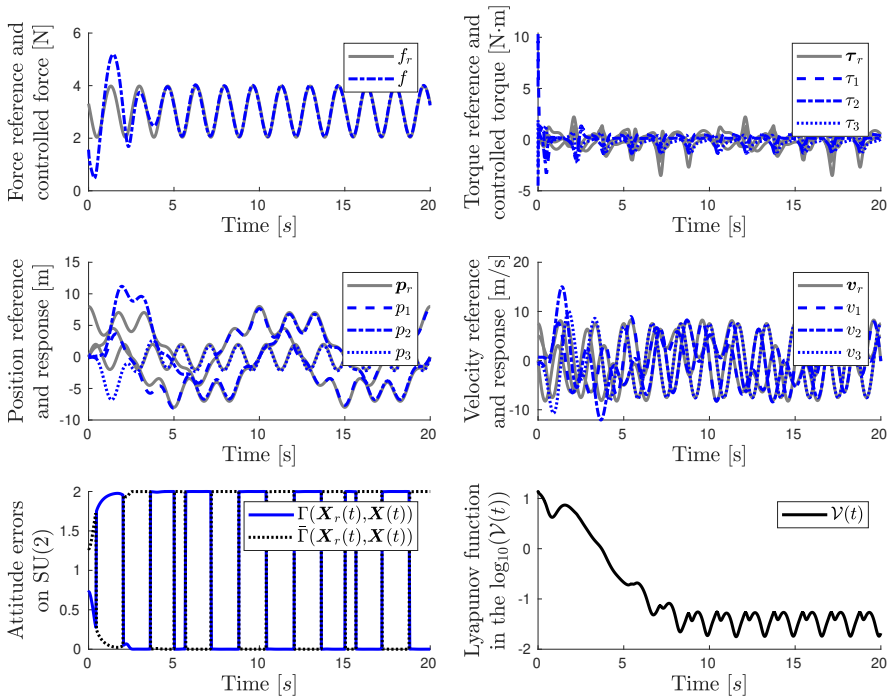 Force reference and
controlled force [N]
6
4
2
0
0
5
10
15
20
Time [s]
f_r
f
Torque reference and
controlled torque [N·m]
10
5
0
-5
0
5
10
15
20
Time [s]
τ_r
τ_1
τ_2
τ_3
Position reference
and response [m]
15
10
5
0
-5
-10
0
5
10
15
20
Time [s]
p_r
p_1
p_2
p_3
Velocity reference
and response [m/s]
20
10
0
-10
0
5
10
15
20
Time [s]
v_r
v_1
v_2
v_3
Attitude errors
on SU(2)
2
1.5
1
0.5
0
0
5
10
15
20
Time [s]
Γ(X_r(t),X(t))
Γ̄(X_r(t),X(t))
Lyapunov function
in the log_10(𝒱(t))
1
0
-1
-2
0
5
10
15
20
Time [s]
𝒱(t)